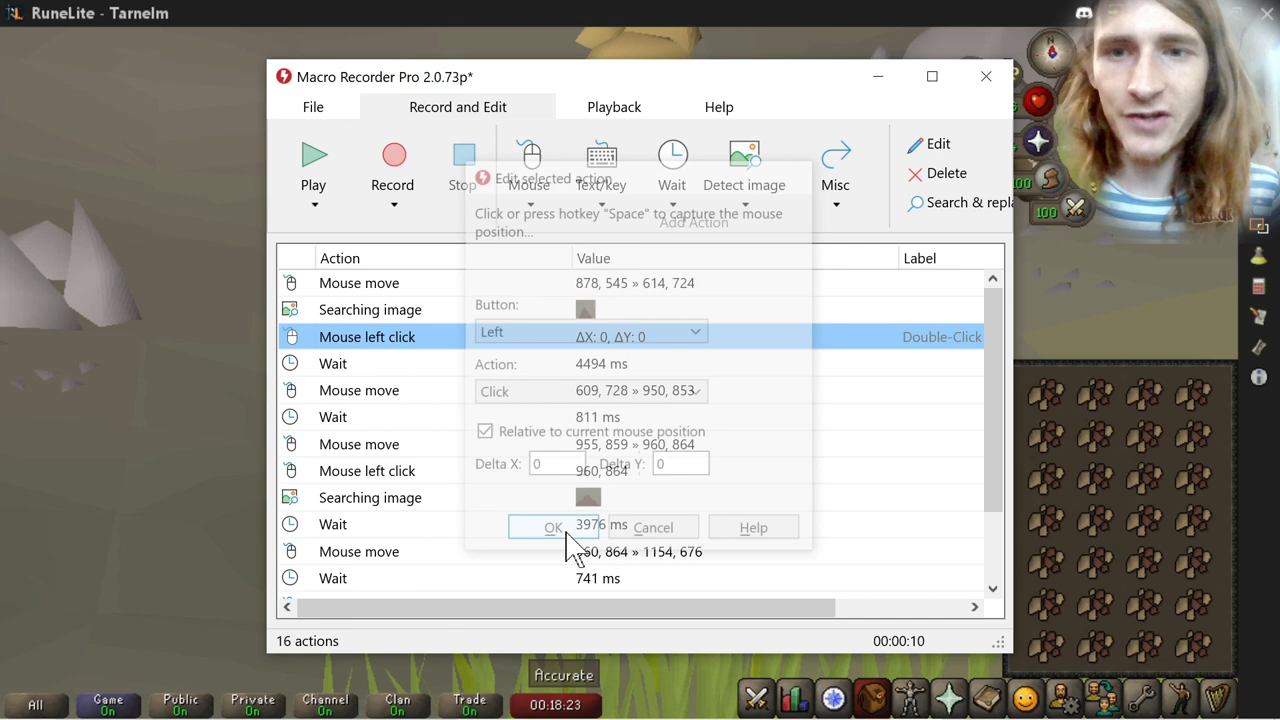 RuneLite - Tarnelm
Macro Recorder Pro 2.0.73p*
File Record and Edit Playback Help
Play Record Stop Mouse Text/key Wait Detect image Misc
Edit
Delete
Search & repla
Add Action
Edit selected action
Click or press hotkey "Space" to capture the mouse
position...
Button:
Left
Action:
Click
Relative to current mouse position
Delta X: 0 Delta Y: 0
OK Cancel Help
Action Value Label
Mouse move 878, 545 » 614, 724
Searching image
Mouse left click ΔX: 0, ΔY: 0 Double-Click
Wait 4494 ms
Mouse move 609, 728 » 950, 853
Wait 811 ms
Mouse move 955, 859 » 960, 864
Mouse left click 960, 864
Searching image
Wait 3976 ms
Mouse move 960, 864 » 1154, 676
Wait 741 ms
16 actions 00:00:10
100
100
Accurate
All Game On Public On Private On Channel On Clan On Trade On 00:18:23